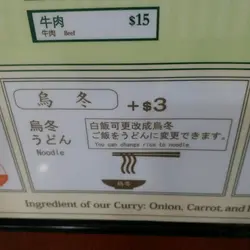 牛肉
牛肉 Beef
$15
烏冬
+$3
烏冬
うどん
Noodle
白飯可更改成烏冬
ご飯をうどんに変更できます。
You can change rice to noodle.
烏冬
Ingredient of our Curry: Onion, Carrot, and